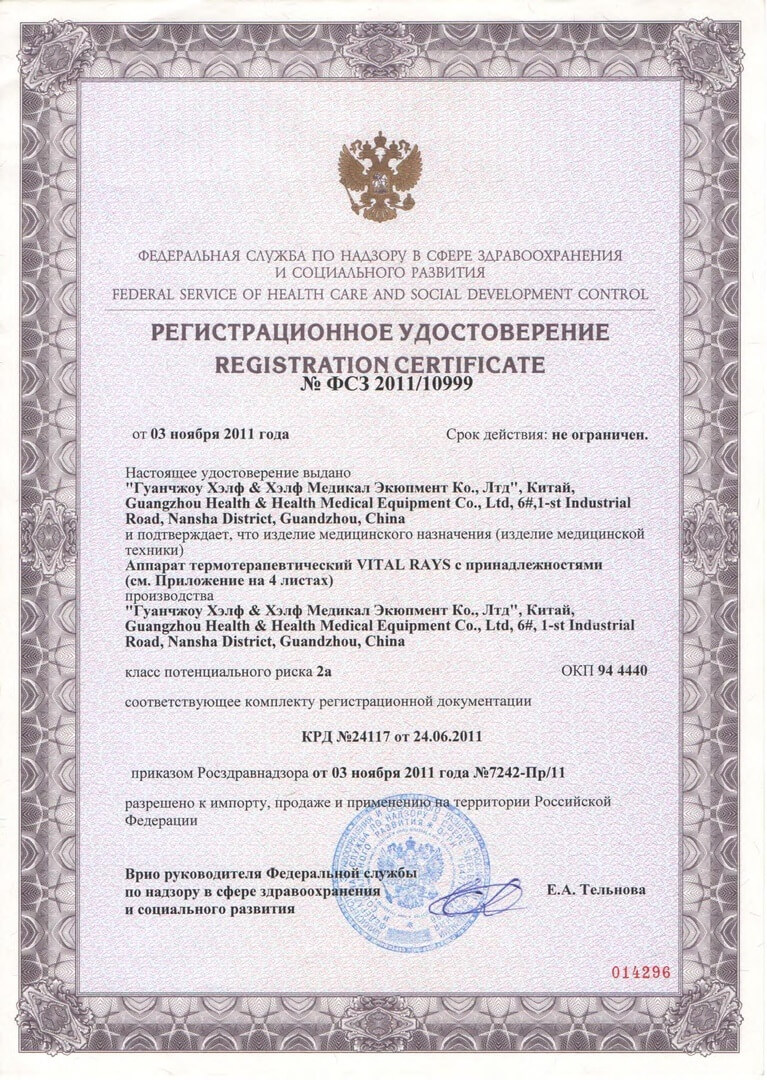 ФЕДЕРАЛЬНАЯ СЛУЖБА ПО НАДЗОРУ В СФЕРЕ ЗДРАВООХРАНЕНИЯ
И СОЦИАЛЬНОГО РАЗВИТИЯ
FEDERAL SERVICE OF HEALTH CARE AND SOCIAL DEVELOPMENT CONTROL
РЕГИСТРАЦИОННОЕ УДОСТОВЕРЕНИЕ
REGISTRATION CERTIFICATE
№ ФСЗ 2011/10999
от 03 ноября 2011 года Срок действия: не ограничен.
Настоящее удостоверение выдано
"Гуанчжоу Хэлф & Хэлф Медикал Экюпмент Ко., Лтд", Китай,
Guangzhou Health & Health Medical Equipment Co., Ltd, 6#,1-st Industrial
Road, Nansha District, Guandzhou, China
и подтверждает, что изделие медицинского назначения (изделие медицинской
техники)
Аппарат термотерапевтический VITAL RAYS с принадлежностями
(см. Приложение на 4 листах)
производства
"Гуанчжоу Хэлф & Хэлф Медикал Экюпмент Ко., Лтд", Китай,
Guangzhou Health & Health Medical Equipment Co., Ltd, 6#, 1-st Industrial
Road, Nansha District, Guandzhou, China
класс потенциального риска 2а ОКП 94 4440
соответствующее комплекту регистрационной документации
КРД №24117 от 24.06.2011
приказом Росздравнадзора от 03 ноября 2011 года №7242-Пр/11
разрешено к импорту, продаже и применению на территории Российской
Федерации
Врио руководителя Федеральной службы
по надзору в сфере здравоохранения
и социального развития
Е.А. Тельнова
014296